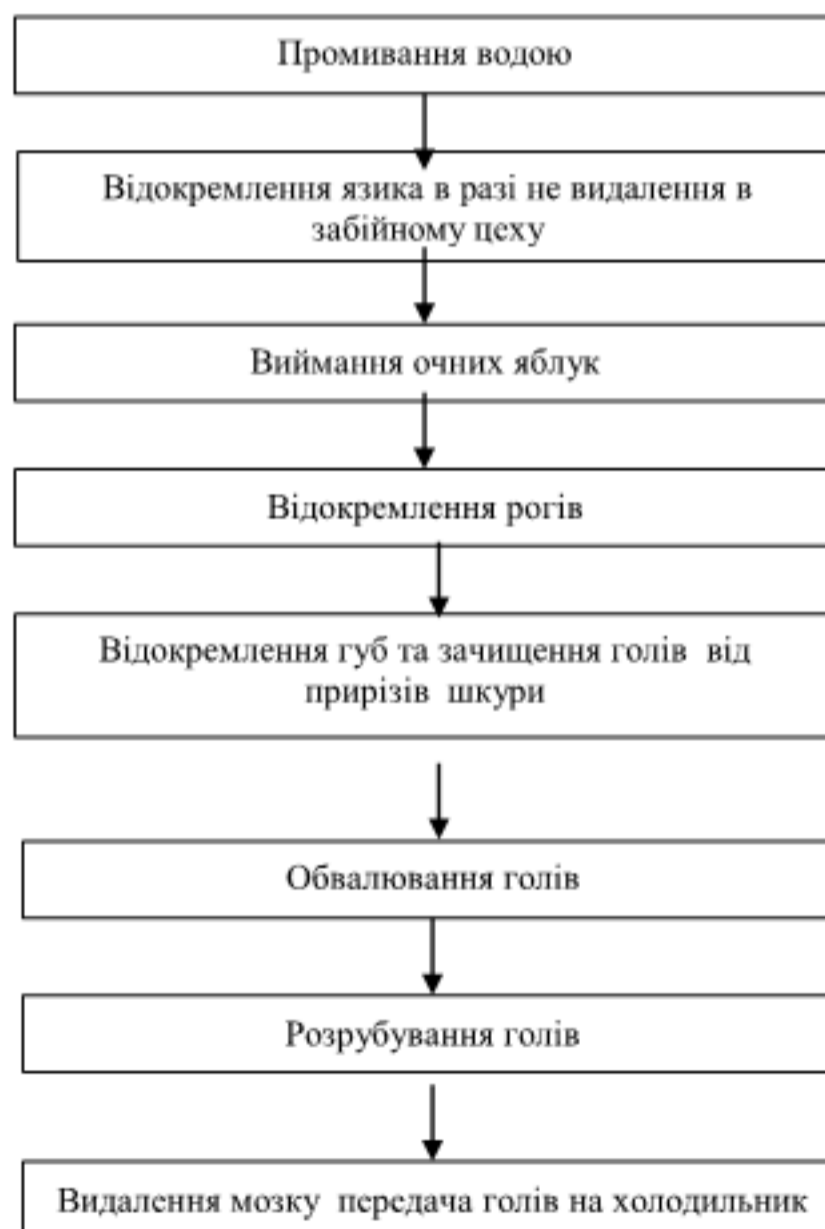 Промивання водою
Відокремлення язика в разі не видалення в
забійному цеху
Виймання очних яблук
Відокремлення рогів
Відокремлення губ та зачищення голів від
прирізів шкури
Обвалювання голів
Розрубування голів
Видалення мозку передача голів на холодильник